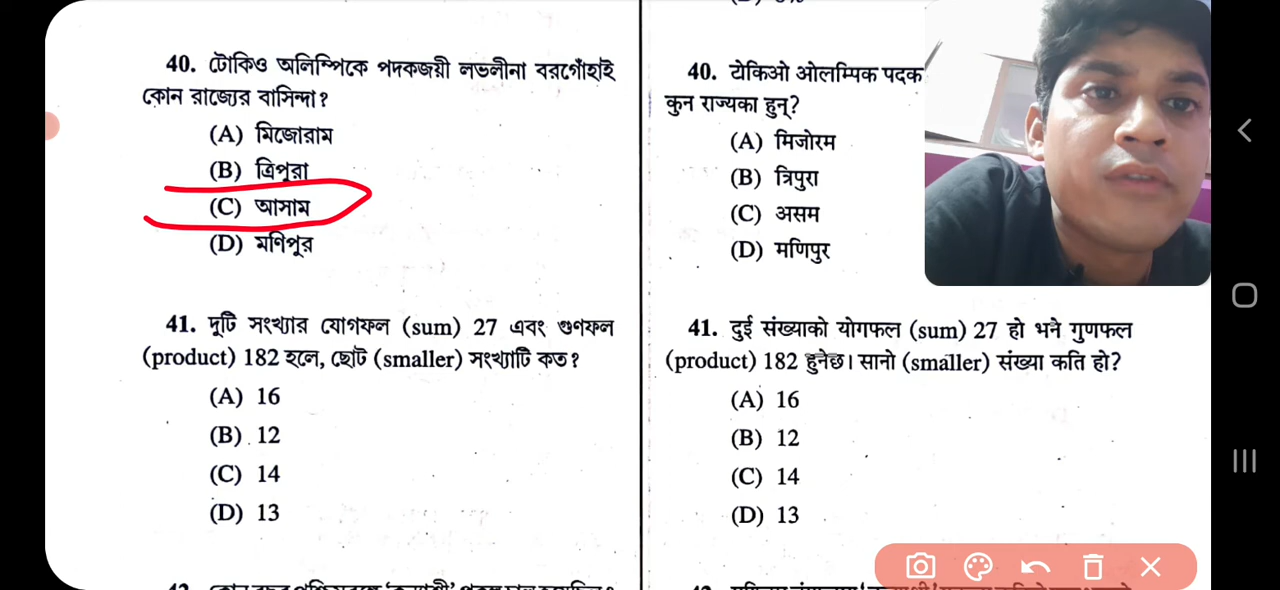 40. টোকিও অলিম্পিকে পদকজয়ী লভলীনা বরগোঁহাই
কোন রাজ্যের বাসিন্দা?
(A) মিজোরাম
(B) ত্রিপুরা
(C) আসাম
(D) মণিপুর
41. দুটি সংখ্যার যোগফল (sum) 27 এবং গুণফল
(product) 182 হলে, ছোট (smaller) সংখ্যাটি কত?
(A) 16
(B) 12
(C) 14
(D) 13
40. टोकिओ ओलम्पिक पदक
कुन राज्यका हुन्?
(A) मिजोरम
(B) त्रिपुरा
(C) असम
(D) मणिपुर
41. दुई संख्याको योगफल (sum) 27 हो भने गुणफल
(product) 182 हुनेछ। सानो (smaller) संख्या कति हो?
(A) 16
(B) 12
(C) 14
(D) 13